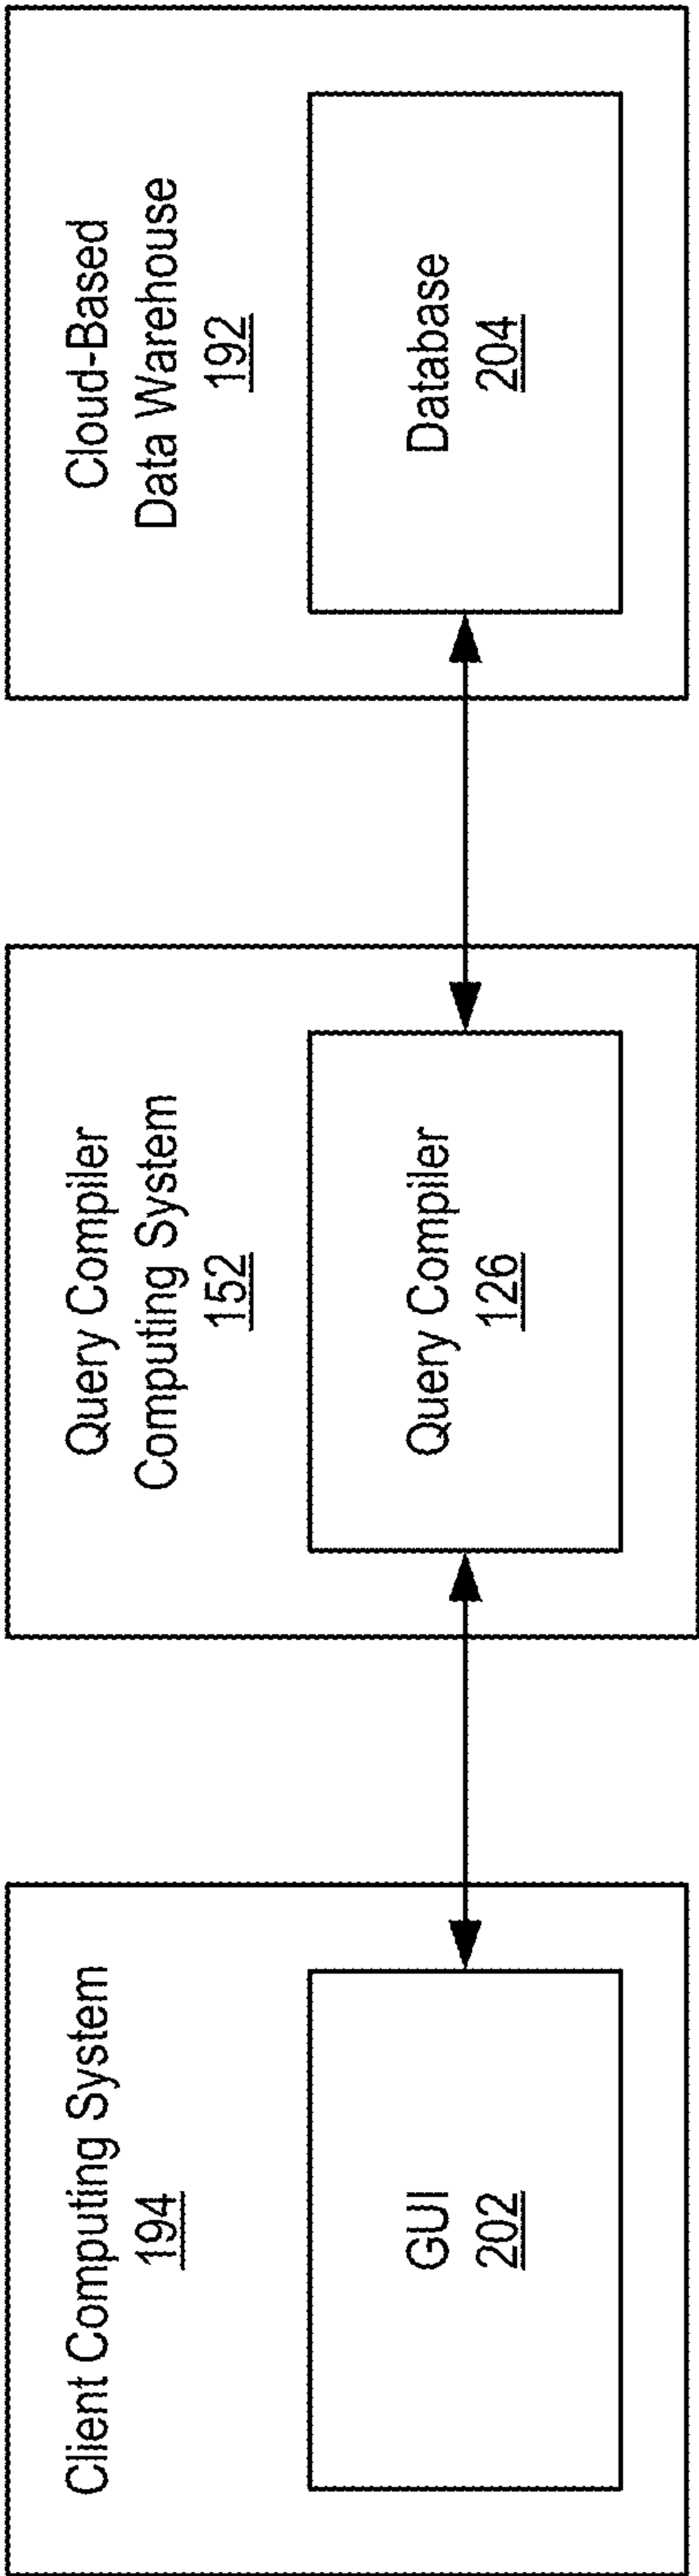 Client Computing System
194
GUI
202
Query Compiler
Computing System
152
Query Compiler
126
Cloud-Based
Data Warehouse
192
Database
204